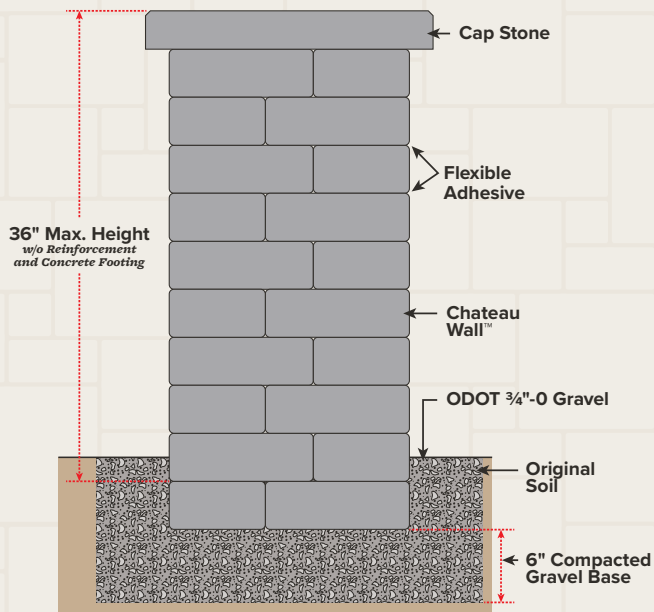 Cap Stone
Flexible
Adhesive
36" Max. Height
w/o Reinforcement
and Concrete Footing
Chateau
Wall™
ODOT ¾"-0 Gravel
Original
Soil
6" Compacted
Gravel Base